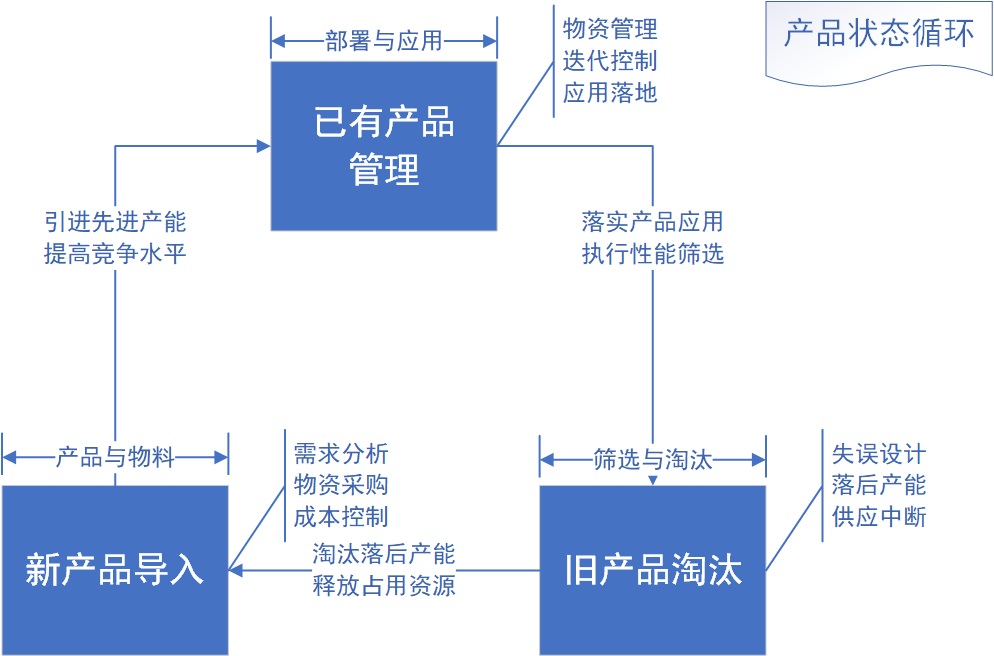 产品状态循环
部署与应用
物资管理
迭代控制
应用落地
已有产品
管理
引进先进产能
提高竞争水平
落实产品应用
执行性能筛选
产品与物料
需求分析
物资采购
成本控制
筛选与淘汰
失误设计
落后产能
供应中断
新产品导入
淘汰落后产能
释放占用资源
旧产品淘汰